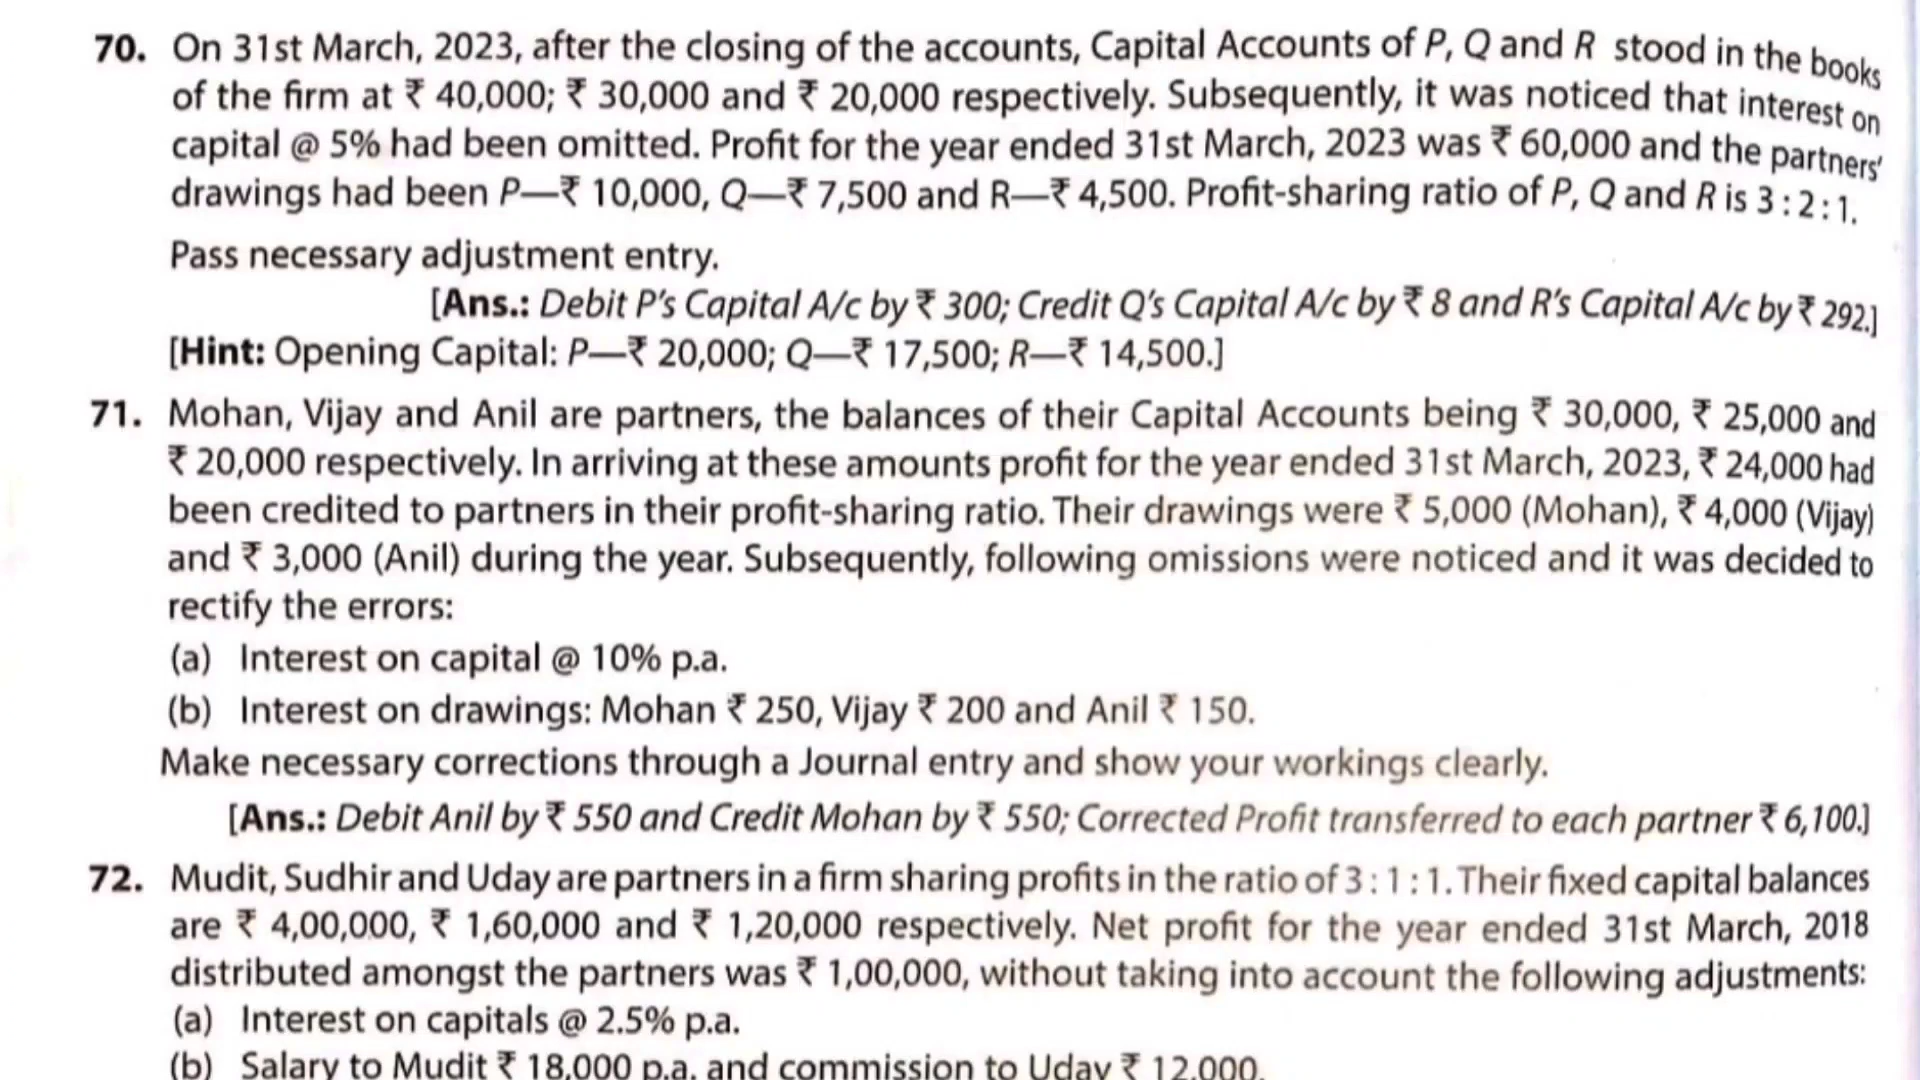 70. On 31st March, 2023, after the closing of the accounts, Capital Accounts of P, Q and R stood in the books
of the firm at ₹ 40,000; ₹ 30,000 and ₹ 20,000 respectively. Subsequently, it was noticed that interest on
capital @ 5% had been omitted. Profit for the year ended 31st March, 2023 was ₹ 60,000 and the partners'
drawings had been P—₹ 10,000, Q—₹ 7,500 and R—₹ 4,500. Profit-sharing ratio of P, Q and R is 3 : 2 : 1.
Pass necessary adjustment entry.
[Ans.: Debit P's Capital A/c by ₹ 300; Credit Q's Capital A/c by ₹ 8 and R's Capital A/c by ₹ 292.]
[Hint: Opening Capital: P—₹ 20,000; Q—₹ 17,500; R—₹ 14,500.]
71. Mohan, Vijay and Anil are partners, the balances of their Capital Accounts being ₹ 30,000, ₹ 25,000 and
₹ 20,000 respectively. In arriving at these amounts profit for the year ended 31st March, 2023, ₹ 24,000 had
been credited to partners in their profit-sharing ratio. Their drawings were ₹ 5,000 (Mohan), ₹ 4,000 (Vijay)
and ₹ 3,000 (Anil) during the year. Subsequently, following omissions were noticed and it was decided to
rectify the errors:
(a) Interest on capital @ 10% p.a.
(b) Interest on drawings: Mohan ₹ 250, Vijay ₹ 200 and Anil ₹ 150.
Make necessary corrections through a Journal entry and show your workings clearly.
[Ans.: Debit Anil by ₹ 550 and Credit Mohan by ₹ 550; Corrected Profit transferred to each partner ₹ 6,100.]
72. Mudit, Sudhir and Uday are partners in a firm sharing profits in the ratio of 3 : 1 : 1. Their fixed capital balances
are ₹ 4,00,000, ₹ 1,60,000 and ₹ 1,20,000 respectively. Net profit for the year ended 31st March, 2018
distributed amongst the partners was ₹ 1,00,000, without taking into account the following adjustments:
(a) Interest on capitals @ 2.5% p.a.
(b) Salary to Mudit ₹ 18,000 p.a. and commission to Uday ₹ 12,000.